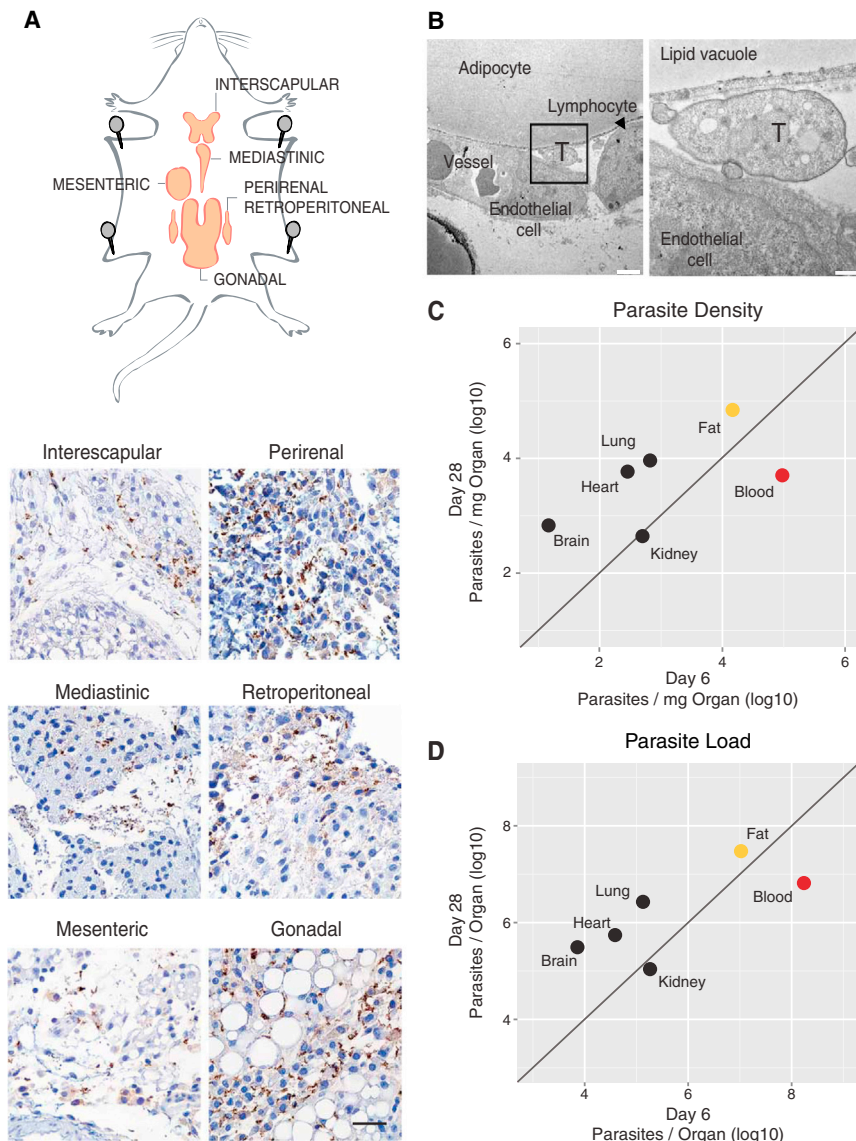 A
INTERSCAPULAR
MEDIASTINIC
MESENTERIC
PERIRENAL
RETROPERITONEAL
GONADAL
Interescapular
Perirenal
Mediastinic
Retroperitoneal
Mesenteric
Gonadal
B
Adipocyte
Lymphocyte
T
Vessel
Endothelial
cell
Lipid vacuole
T
Endothelial
cell
C
Parasite Density
Day 28
Parasites / mg Organ (log10)
6
4
2
Fat
Lung
Heart
Blood
Brain
Kidney
2
4
6
Day 6
Parasites / mg Organ (log10)
D
Parasite Load
Day 28
Parasites / Organ (log10)
8
6
4
Fat
Lung
Blood
Heart
Brain
Kidney
4
6
8
Day 6
Parasites / Organ (log10)